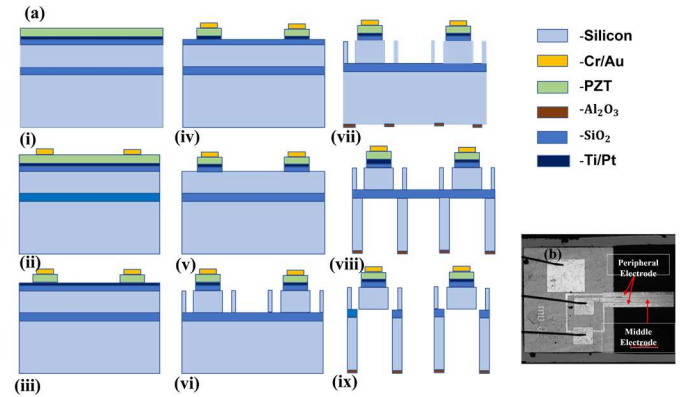 (a)
(i)
(ii)
(iii)
(iv)
(v)
(vi)
(vii)
(viii)
(ix)
-Silicon
-Cr/Au
-PZT
-Al₂O₃
-SiO₂
-Ti/Pt
(b)
Peripheral
Electrode
Middle
Electrode